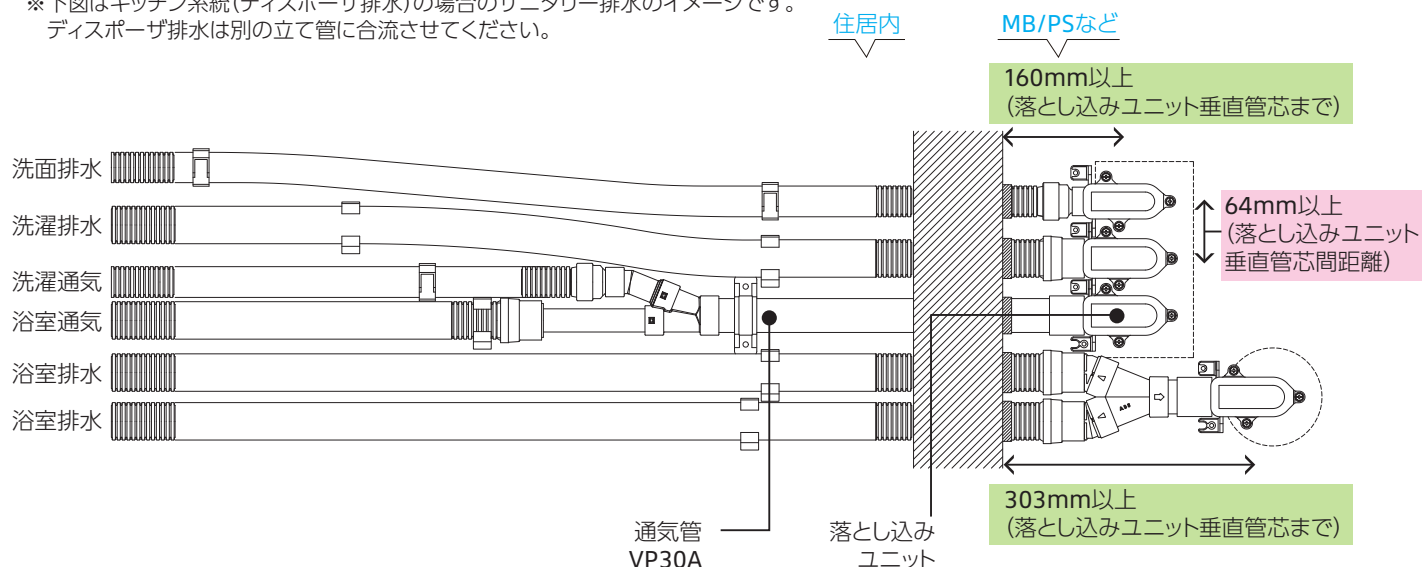 ※下図はキッチン系統(ディスポーザ排水)の場合のサニタリー排水のイメージです。
ディスポーザ排水は別の立て管に合流させてください。
住居内
MB/PSなど
160mm以上
(落とし込みユニット垂直管芯まで)
洗面排水
洗濯排水
洗濯通気
浴室通気
浴室排水
浴室排水
64mm以上
(落とし込みユニット
垂直管芯間距離)
303mm以上
(落とし込みユニット垂直管芯まで)
通気管
VP30A
落とし込み
ユニット